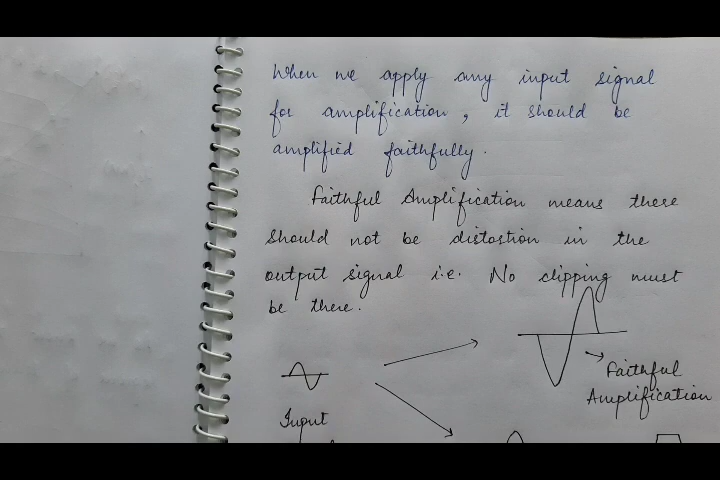 When we apply any input signal
for amplification, it should be
amplified faithfully.
Faithful Amplification means there
should not be distortion in the
output signal i.e. No clipping must
be there.
Faithful
Amplification
Input